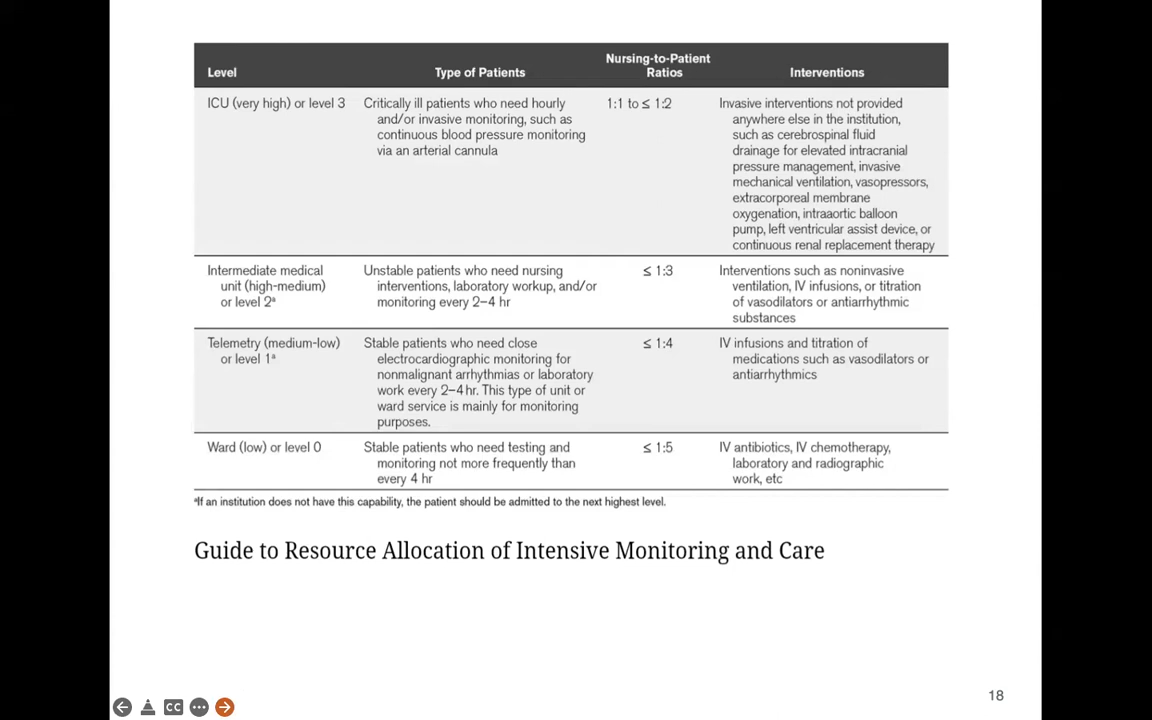 Level Type of Patients Nursing-to-Patient Ratios Interventions
ICU (very high) or level 3
Critically ill patients who need hourly
and/or invasive monitoring, such as
continuous blood pressure monitoring
via an arterial cannula
1:1 to ≤ 1:2
Invasive interventions not provided
anywhere else in the institution,
such as cerebrospinal fluid
drainage for elevated intracranial
pressure management, invasive
mechanical ventilation, vasopressors,
extracorporeal membrane
oxygenation, intraaortic balloon
pump, left ventricular assist device, or
continuous renal replacement therapy
Intermediate medical
unit (high-medium)
or level 2ᵃ
Unstable patients who need nursing
interventions, laboratory workup, and/or
monitoring every 2–4 hr
≤ 1:3
Interventions such as noninvasive
ventilation, IV infusions, or titration
of vasodilators or antiarrhythmic
substances
Telemetry (medium-low)
or level 1ᵃ
Stable patients who need close
electrocardiographic monitoring for
nonmalignant arrhythmias or laboratory
work every 2–4 hr. This type of unit or
ward service is mainly for monitoring
purposes.
≤ 1:4
IV infusions and titration of
medications such as vasodilators or
antiarrhythmics
Ward (low) or level 0
Stable patients who need testing and
monitoring not more frequently than
every 4 hr
≤ 1:5
IV antibiotics, IV chemotherapy,
laboratory and radiographic
work, etc
ᵃIf an institution does not have this capability, the patient should be admitted to the next highest level.
Guide to Resource Allocation of Intensive Monitoring and Care
18
CC